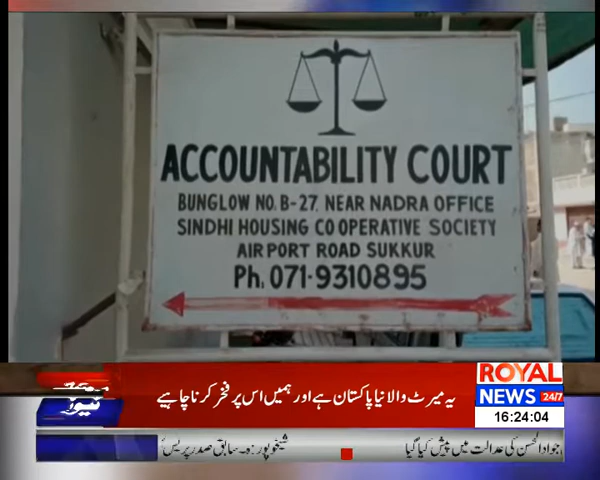 ACCOUNTABILITY COURT
BUNGLOW NO. B-27, NEAR NADRA OFFICE
SINDHI HOUSING CO OPERATIVE SOCIETY
AIRPORT ROAD SUKKUR
Ph. 071-9310895
یہ میرٹ والا نیا پاکستان ہے اور ہمیں اس پر فخر کرنا چاہیے
نیوز
ROYAL
NEWS 24/7
16:24:04
جواد الحسن کی عدالت میں پیش کیا گیا
شیخوپورہ۔ سابق صدر پریس